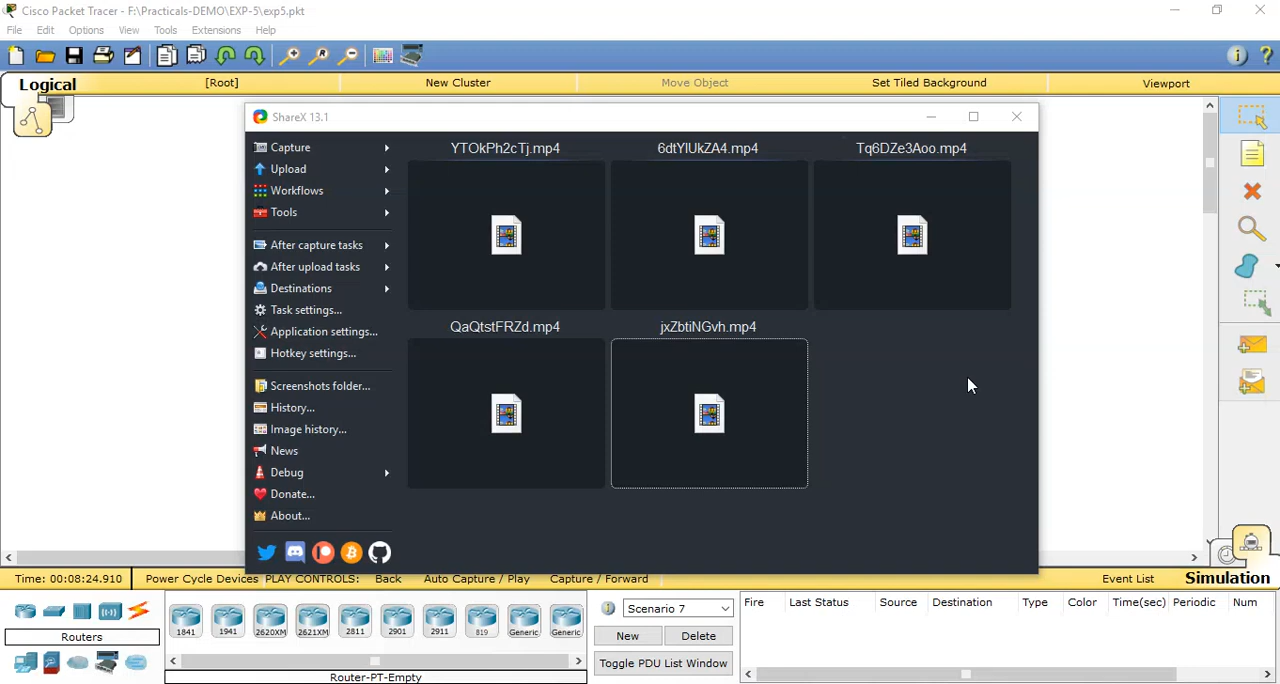 Cisco Packet Tracer - F:\Practicals-DEMO\EXP-5\exp5.pkt
File Edit Options View Tools Extensions Help
Logical [Root] New Cluster Move Object Set Tiled Background Viewport
ShareX 13.1
Capture
Upload
Workflows
Tools
After capture tasks
After upload tasks
Destinations
Task settings...
Application settings...
Hotkey settings...
Screenshots folder...
History...
Image history...
News
Debug
Donate...
About...
YTOkPh2cTj.mp4 6dtYlUkZA4.mp4 Tq6DZe3Aoo.mp4
QaQtstFRZd.mp4 jxZbtiNGvh.mp4
Time: 00:08:24.910 Power Cycle Devices PLAY CONTROLS: Back Auto Capture / Play Capture / Forward Event List Simulation
Routers
1841 1941 2620XM 2621XM 2811 2901 2911 819 Generic Generic
Router-PT-Empty
Scenario 7
New Delete
Toggle PDU List Window
Fire Last Status Source Destination Type Color Time(sec) Periodic Num